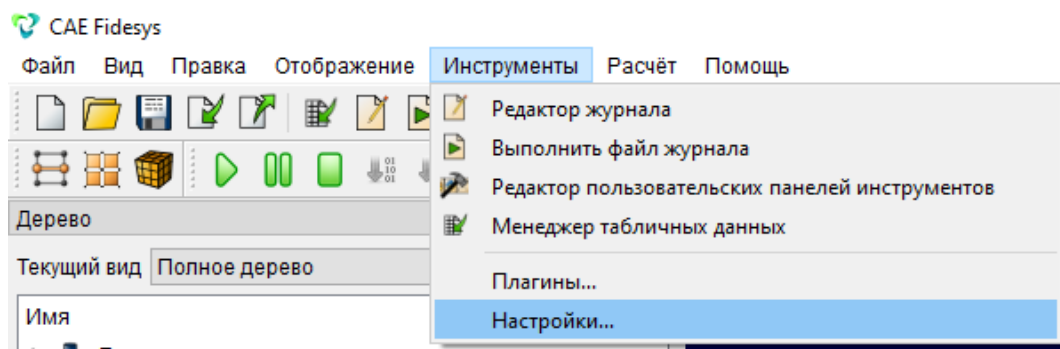 CAE Fidesys
Файл Вид Правка Отображение Инструменты Расчёт Помощь
Редактор журнала
Выполнить файл журнала
Редактор пользовательских панелей инструментов
Менеджер табличных данных
Плагины...
Настройки...
Дерево
Текущий вид Полное дерево
Имя